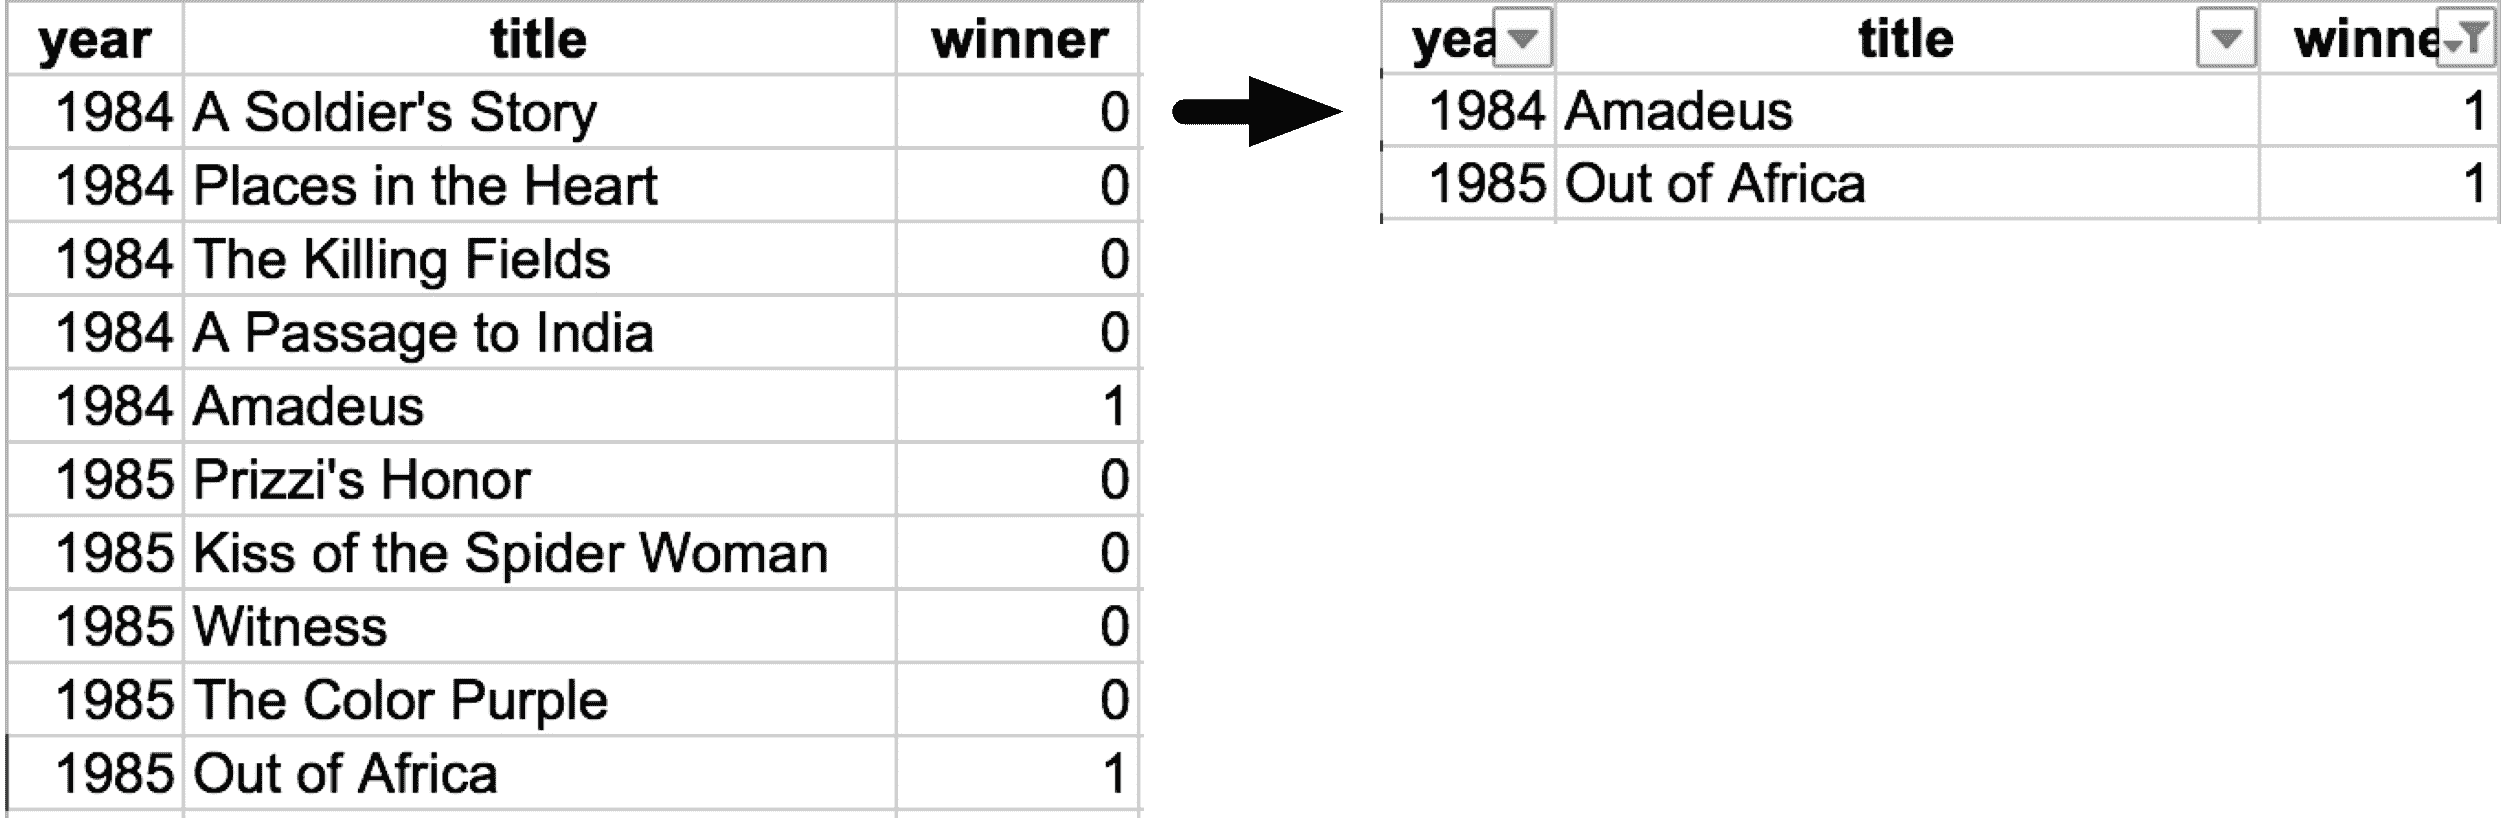 year title winner
1984 A Soldier's Story 0
1984 Places in the Heart 0
1984 The Killing Fields 0
1984 A Passage to India 0
1984 Amadeus 1
1985 Prizzi's Honor 0
1985 Kiss of the Spider Woman 0
1985 Witness 0
1985 The Color Purple 0
1985 Out of Africa 1
yea title winne
1984 Amadeus 1
1985 Out of Africa 1